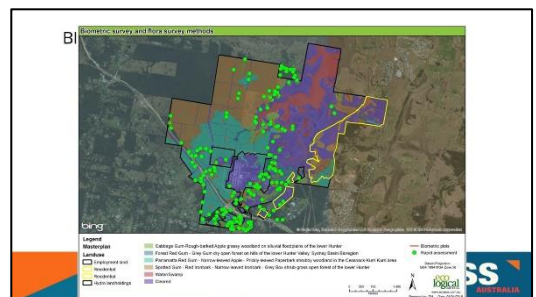 BI
Biometric survey and flora survey methods
bing
Legend
Masterplan
Landuse
Employment land
Residential
Residential
Hydro landholdings
Cabbage Gum-Rough-barked Apple grassy woodland on alluvial floodplains of the lower Hunter
Forest Red Gum - Grey Gum dry open forest on hills of the lower Hunter Valley, Sydney Basin Bioregion
Parramatta Red Gum - Narrow-leaved Apple - Prickly-leaved Paperbark shrubby woodland in the Cessnock-Kurri Kurri area
Spotted Gum - Red Ironbark - Narrow-leaved Ironbark - Grey Box shrub-grass open forest of the lower Hunter
Water/swamp
Cleared
Biometric plots
Rapid assessment
N
eco
logical
AUSTRALIA
SS
AUSTRALIA